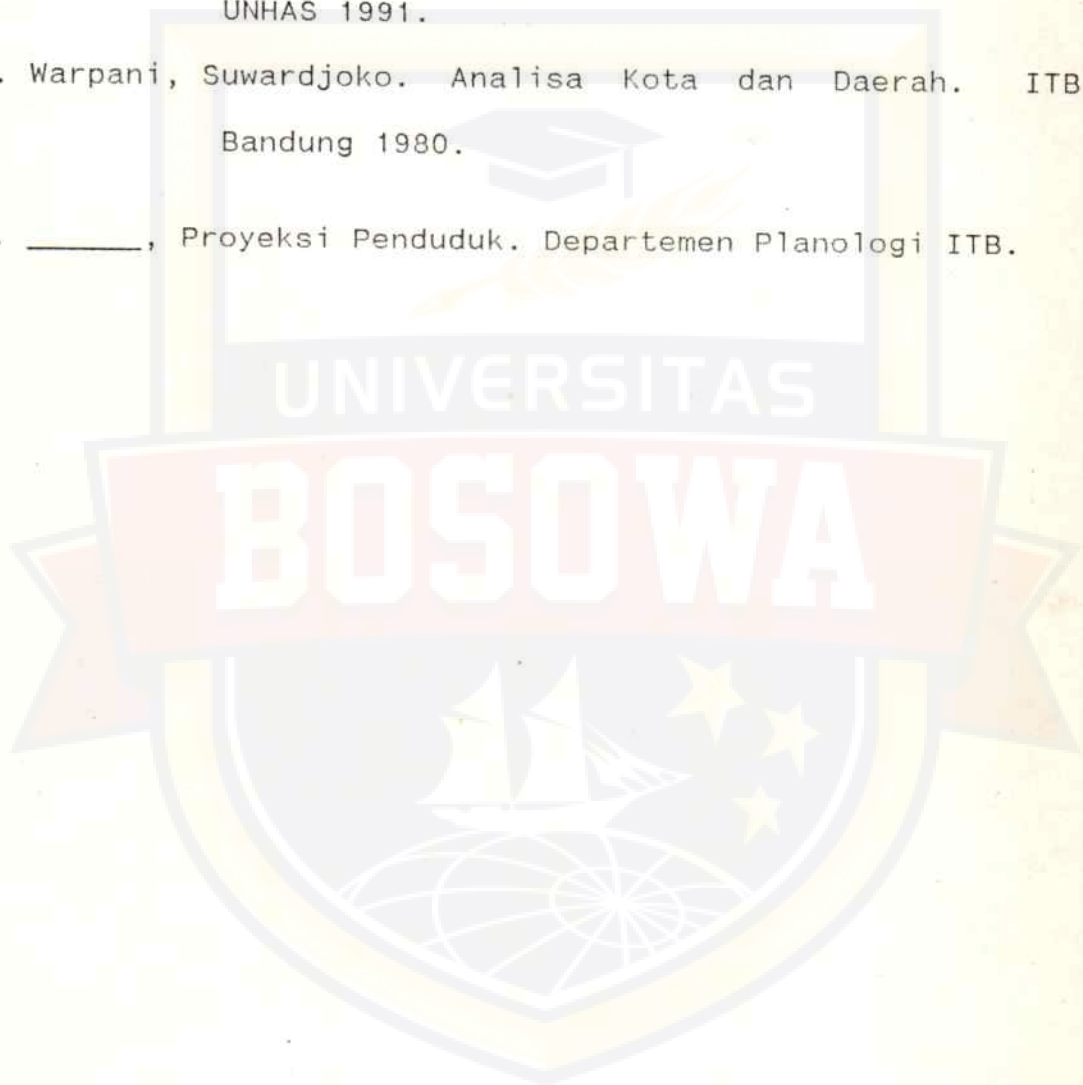 UNHAS 1991.
. Warpani, Suwardjoko. Analisa Kota dan Daerah. ITB
Bandung 1980.
. ______, Proyeksi Penduduk. Departemen Planologi ITB.
UNIVERSITAS
BOSOWA